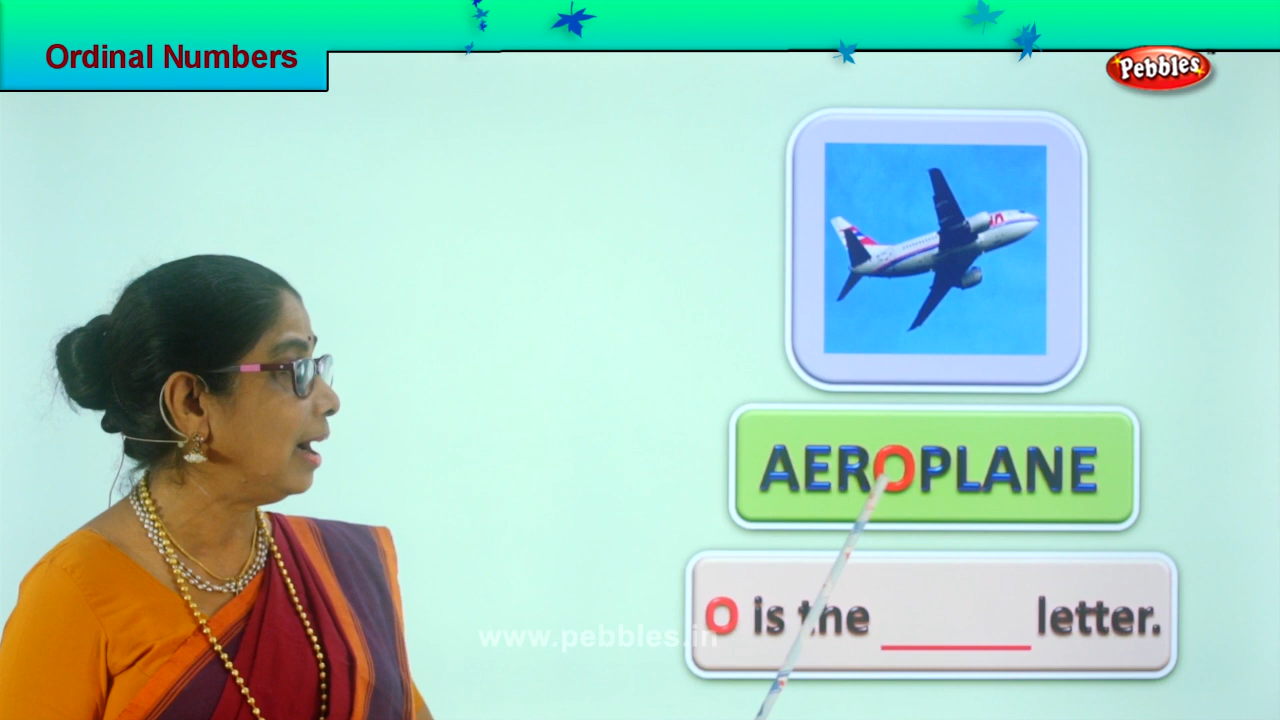 Ordinal Numbers
Pebbles
AEROPLANE
O is the ______ letter.
www.pebbles.in